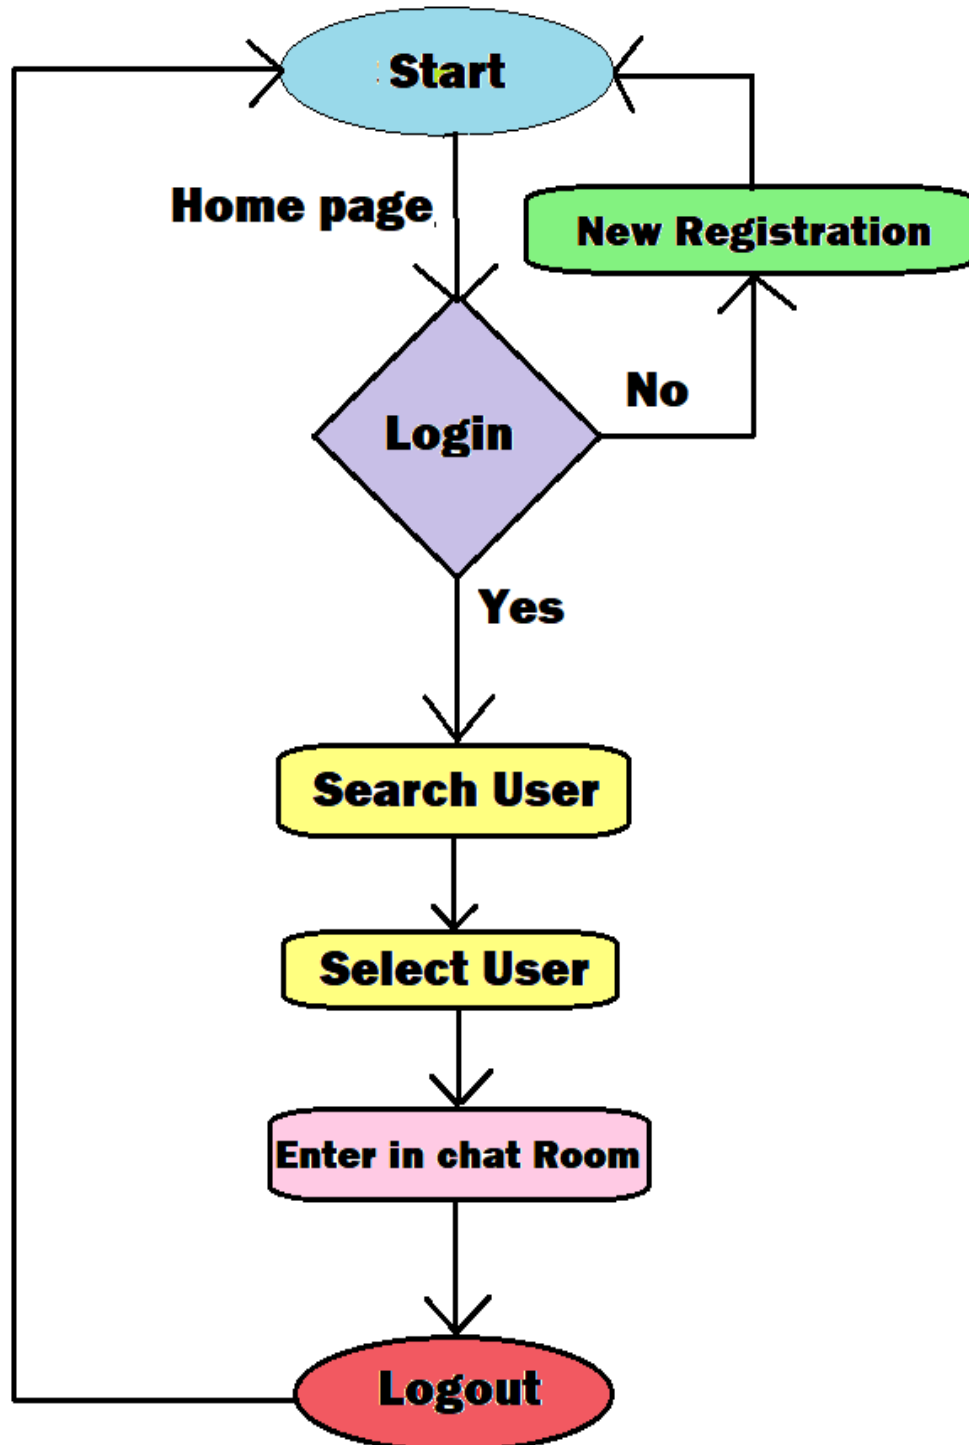 Start
Home page
New Registration
No
Login
Yes
Search User
Select User
Enter in chat Room
Logout